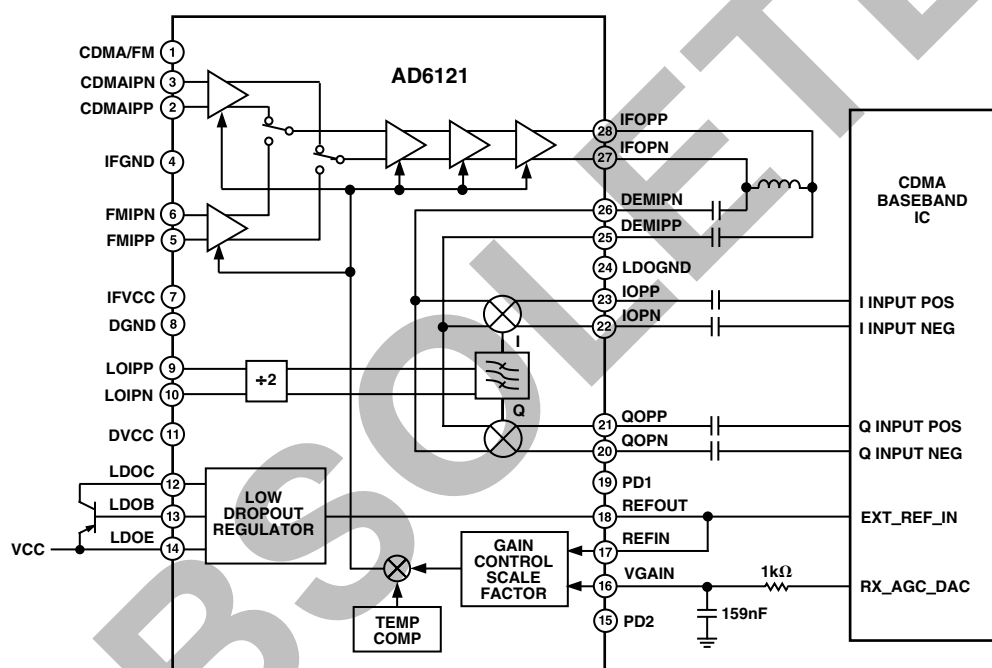 AD6121
CDMA/FM 1
CDMAIPN 3
CDMAIPP 2
IFGND 4
FMIPN 6
FMIPP 5
IFVCC 7
DGND 8
LOIPP 9
LOIPN 10
÷2
DVCC 11
LDOC 12
LDOB 13
LDOE 14
VCC
LOW
DROPOUT
REGULATOR
TEMP
COMP
GAIN
CONTROL
SCALE
FACTOR
I
Q
28 IFOPP
27 IFOPN
26 DEMIPN
25 DEMIPP
24 LDOGND
23 IOPP
22 IOPN
21 QOPP
20 QOPN
19 PD1
18 REFOUT
17 REFIN
16 VGAIN
15 PD2
1kΩ
159nF
CDMA
BASEBAND
IC
I INPUT POS
I INPUT NEG
Q INPUT POS
Q INPUT NEG
EXT_REF_IN
RX_AGC_DAC
OBSOLETE